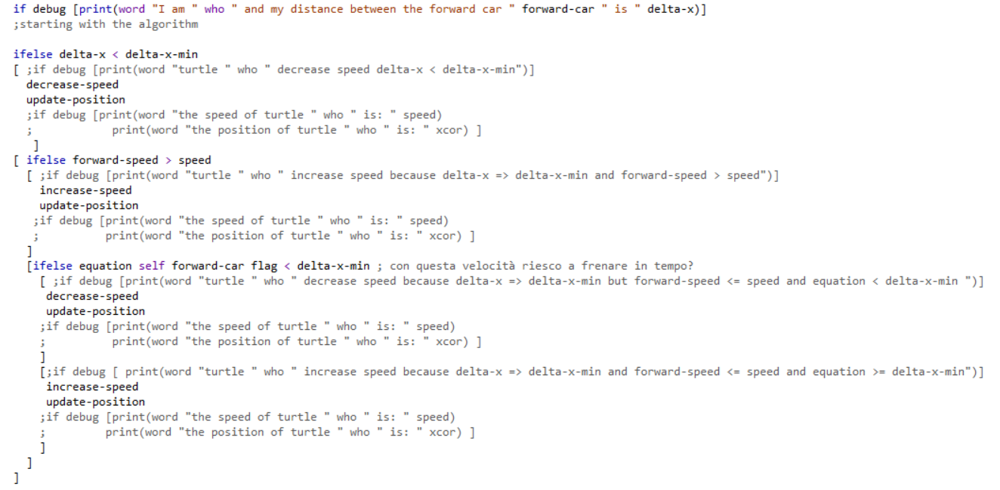 if debug [print(word "I am " who " and my distance between the forward car " forward-car " is " delta-x)]
;starting with the algorithm
ifelse delta-x < delta-x-min
[ ;if debug [print(word "turtle " who " decrease speed delta-x < delta-x-min")]
decrease-speed
update-position
;if debug [print(word "the speed of turtle " who " is: " speed)
; print(word "the position of turtle " who " is: " xcor) ]
]
[ ifelse forward-speed > speed
[ ;if debug [print(word "turtle " who " increase speed because delta-x => delta-x-min and forward-speed > speed")]
increase-speed
update-position
;if debug [print(word "the speed of turtle " who " is: " speed)
; print(word "the position of turtle " who " is: " xcor) ]
]
[ifelse equation self forward-car flag < delta-x-min ; con questa velocità riesco a frenare in tempo?
[ ;if debug [print(word "turtle " who " decrease speed because delta-x => delta-x-min but forward-speed <= speed and equation < delta-x-min ")]
decrease-speed
update-position
;if debug [print(word "the speed of turtle " who " is: " speed)
; print(word "the position of turtle " who " is: " xcor) ]
]
[;if debug [ print(word "turtle " who " increase speed because delta-x => delta-x-min and forward-speed <= speed and equation >= delta-x-min")]
increase-speed
update-position
;if debug [print(word "the speed of turtle " who " is: " speed)
; print(word "the position of turtle " who " is: " xcor) ]
]
]
]